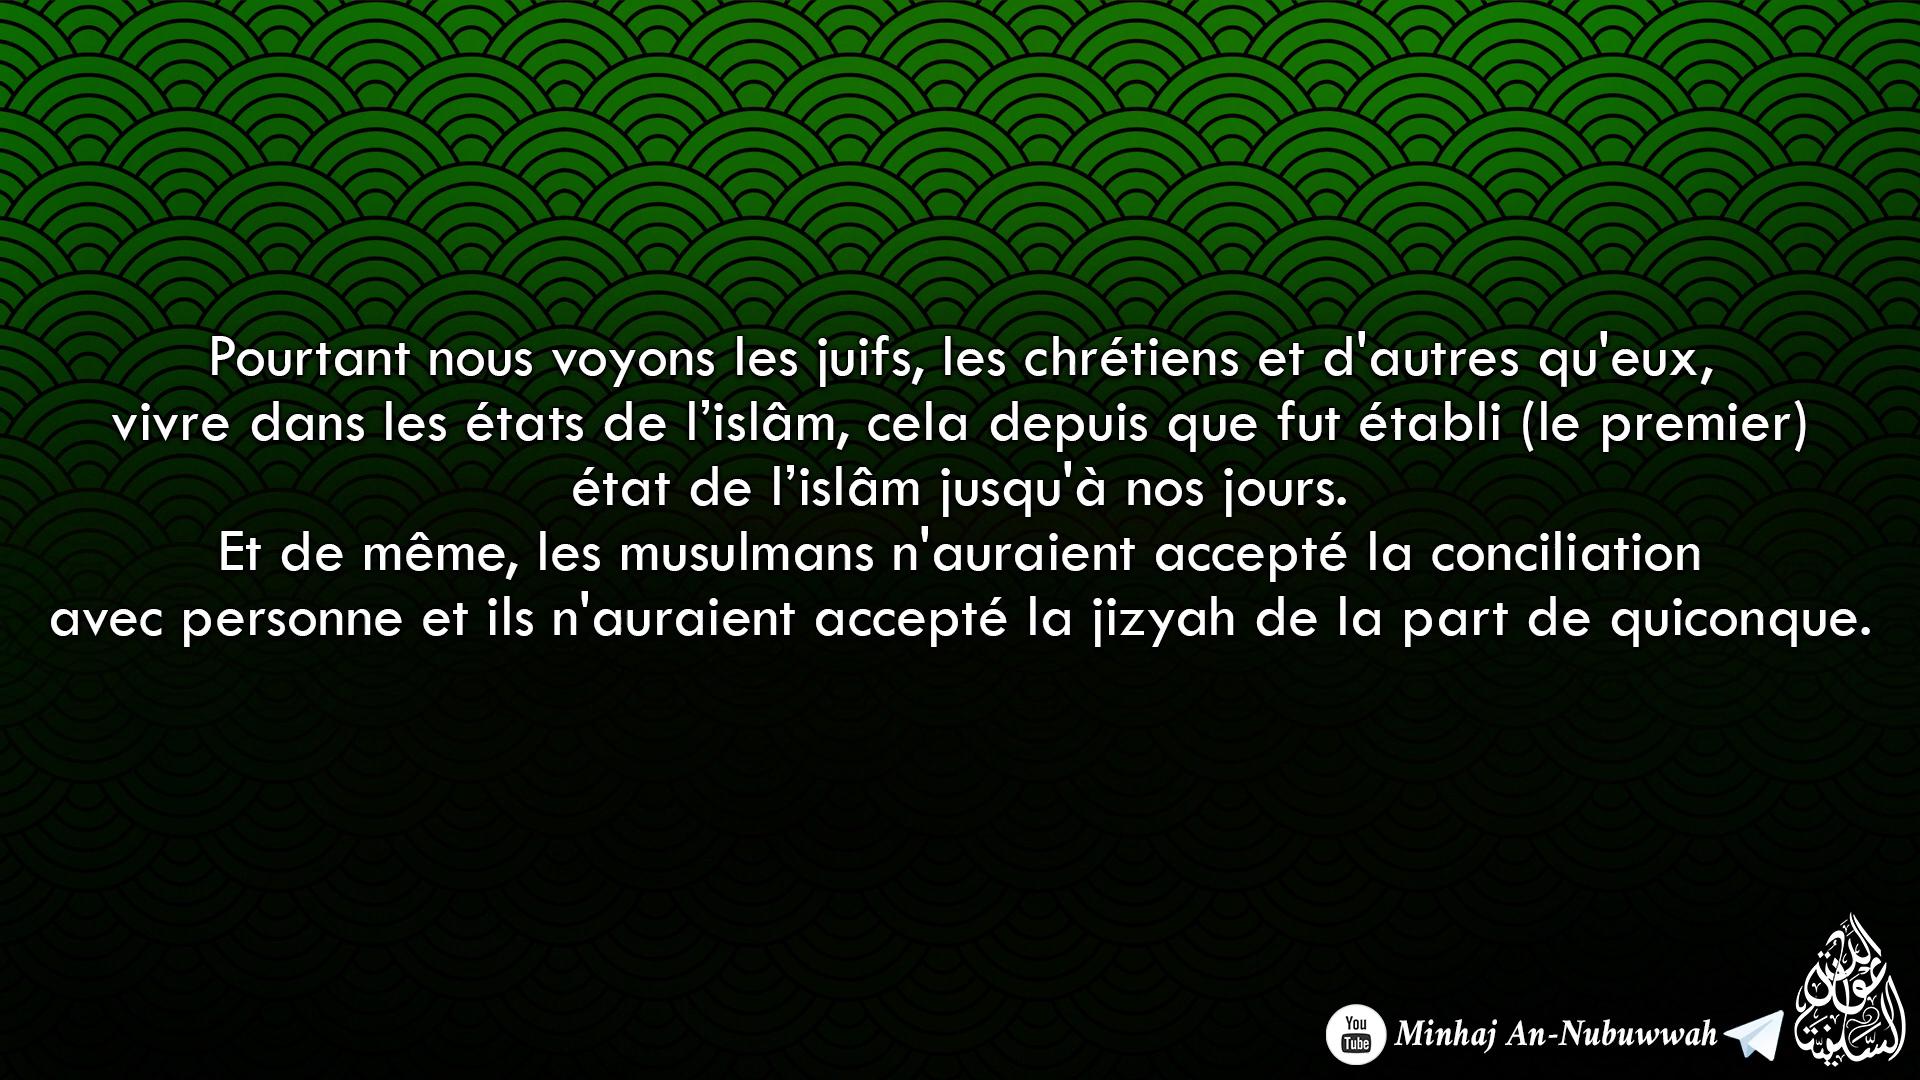 Pourtant nous voyons les juifs, les chrétiens et d'autres qu'eux,
vivre dans les états de l’islâm, cela depuis que fut établi (le premier)
état de l’islâm jusqu'à nos jours.
Et de même, les musulmans n'auraient accepté la conciliation
avec personne et ils n'auraient accepté la jizyah de la part de quiconque.
You
Tube
Minhaj An-Nubuwwah